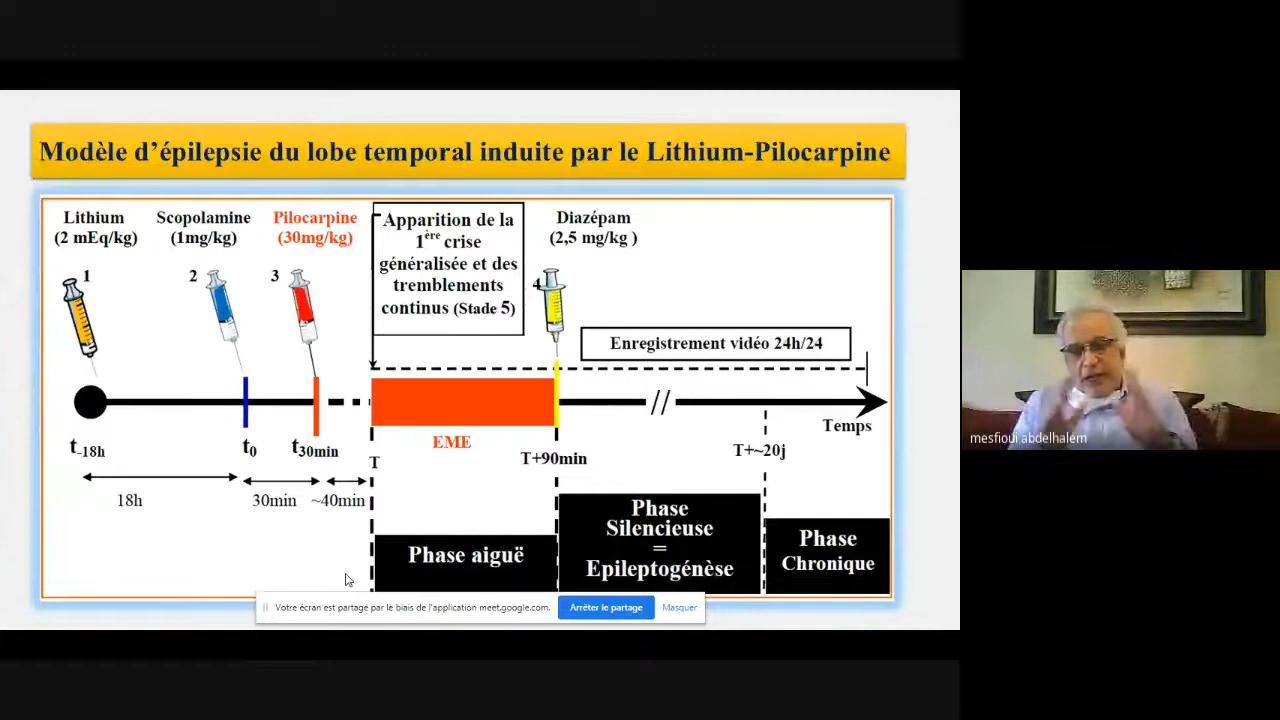 Modèle d’épilepsie du lobe temporal induite par le Lithium-Pilocarpine
Lithium
(2 mEq/kg)
Scopolamine
(1mg/kg)
Pilocarpine
(30mg/kg)
Apparition de la
1ère crise
généralisée et des
tremblements
continus (Stade 5)
Diazépam
(2,5 mg/kg )
1
2
3
4
Enregistrement vidéo 24h/24
//
Temps
t-18h
t0
t30min
T
EME
T+90min
T+~20j
18h
30min
~40min
Phase aiguë
Phase
Silencieuse
=
Epileptogénèse
Phase
Chronique
Votre écran est partagé par le biais de l'application meet.google.com.
Arrêter le partage
Masquer
mesfioui abdelhalem